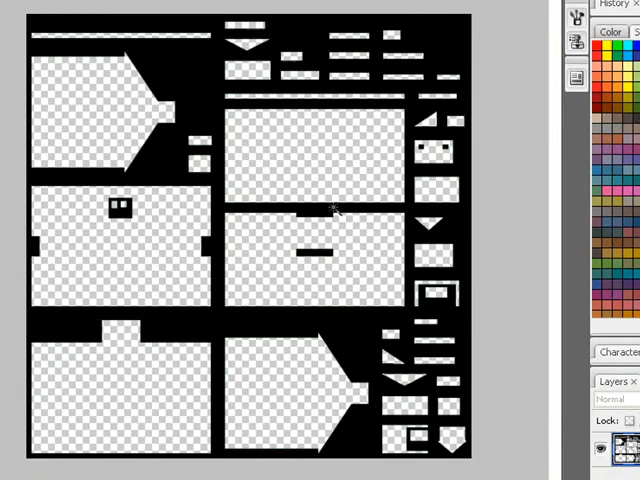 History
Color
S
Character
Layers
Normal
Lock: